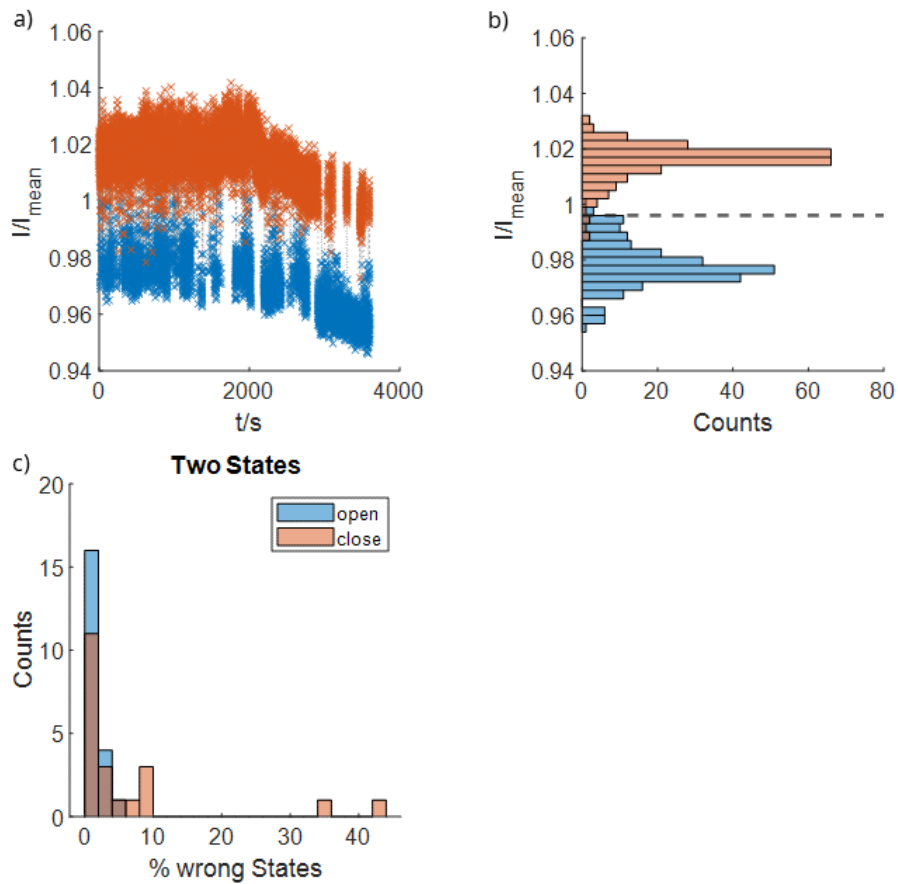 a)
1.06
1.04
1.02
1
0.98
0.96
0.94
I/I_mean
0
2000
4000
t/s
b)
1.06
1.04
1.02
1
0.98
0.96
0.94
I/I_mean
0
20
40
60
80
Counts
c)
Two States
20
15
10
5
0
Counts
open
close
0
10
20
30
40
% wrong States